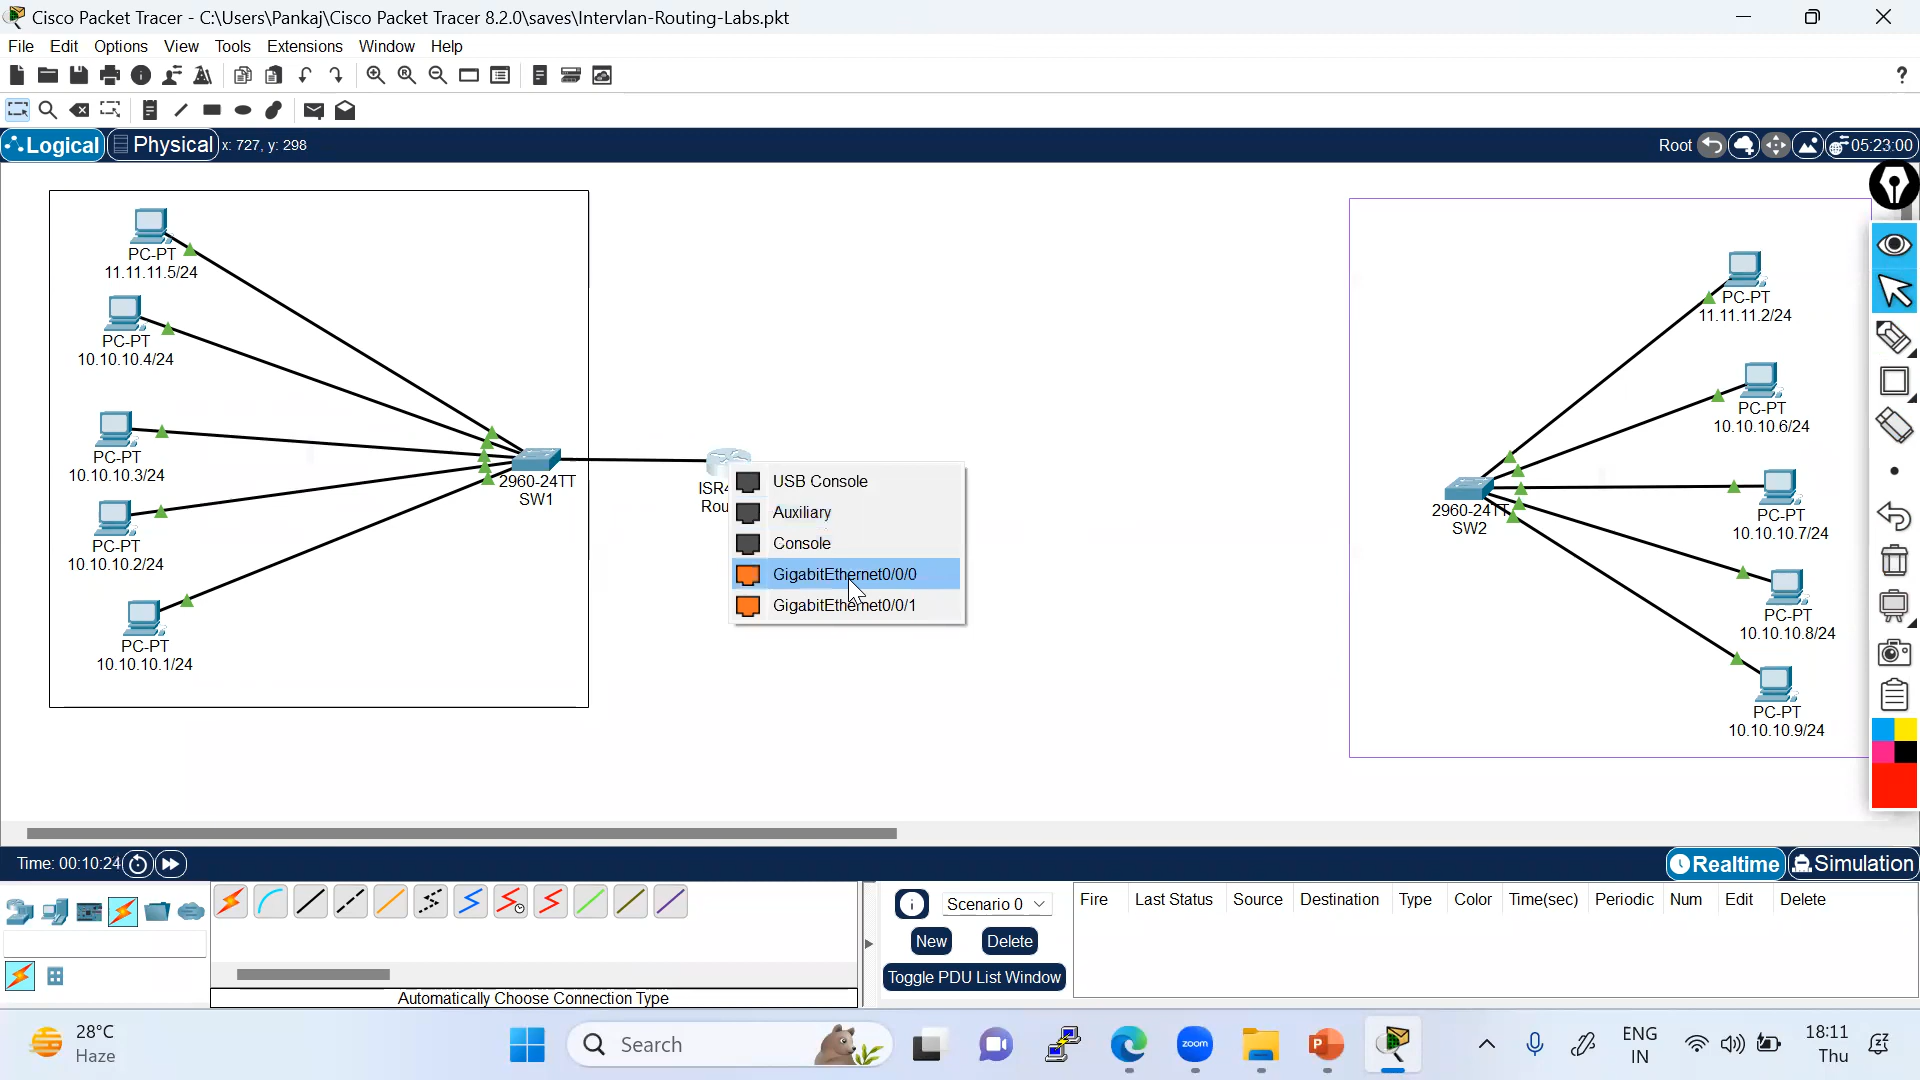 Cisco Packet Tracer - C:\Users\Pankaj\Cisco Packet Tracer 8.2.0\saves\Intervlan-Routing-Labs.pkt
File Edit Options View Tools Extensions Window Help
?
Logical Physical x: 727, y: 298
Root 05:23:00
PC-PT
11.11.11.5/24
PC-PT
10.10.10.4/24
PC-PT
10.10.10.3/24
PC-PT
10.10.10.2/24
PC-PT
10.10.10.1/24
2960-24TT
SW1
ISR4
Rou
USB Console
Auxiliary
Console
GigabitEthernet0/0/0
GigabitEthernet0/0/1
2960-24TT
SW2
PC-PT
11.11.11.2/24
PC-PT
10.10.10.6/24
PC-PT
10.10.10.7/24
PC-PT
10.10.10.8/24
PC-PT
10.10.10.9/24
Time: 00:10:24
Realtime Simulation
Automatically Choose Connection Type
Scenario 0
New Delete
Toggle PDU List Window
Fire Last Status Source Destination Type Color Time(sec) Periodic Num Edit Delete
28°C
Haze
Search
zoom
ENG
IN
18:11
Thu